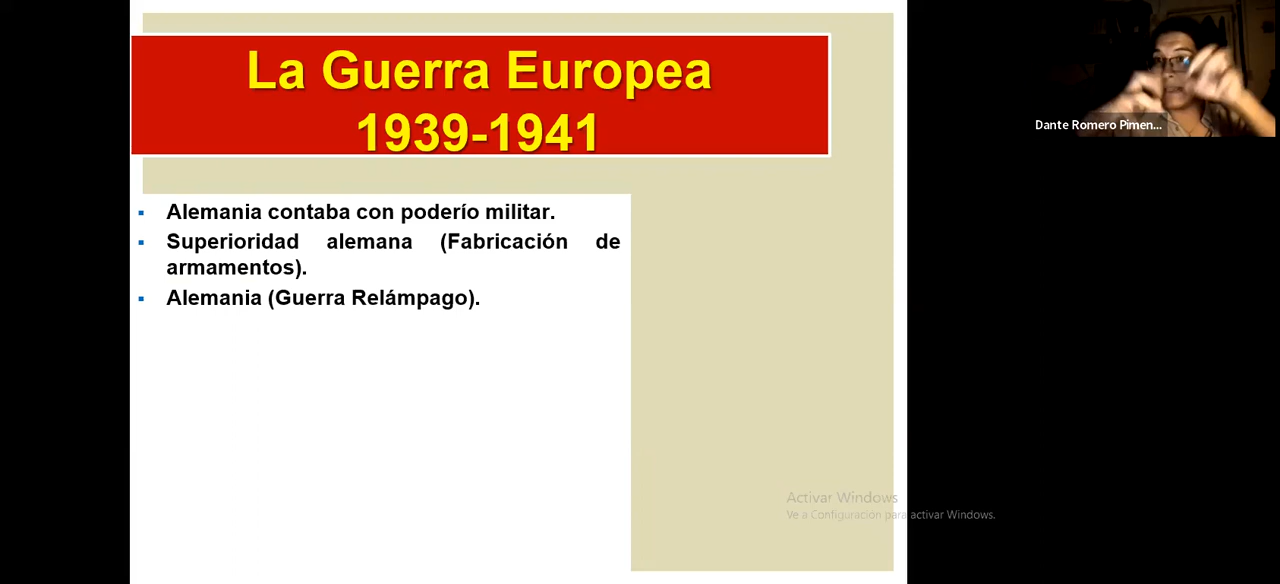 La Guerra Europea
1939-1941
Dante Romero Pimen...
▪ Alemania contaba con poderío militar.
▪ Superioridad alemana (Fabricación de
armamentos).
▪ Alemania (Guerra Relámpago).
Activar Windows
Ve a Configuración para activar Windows.